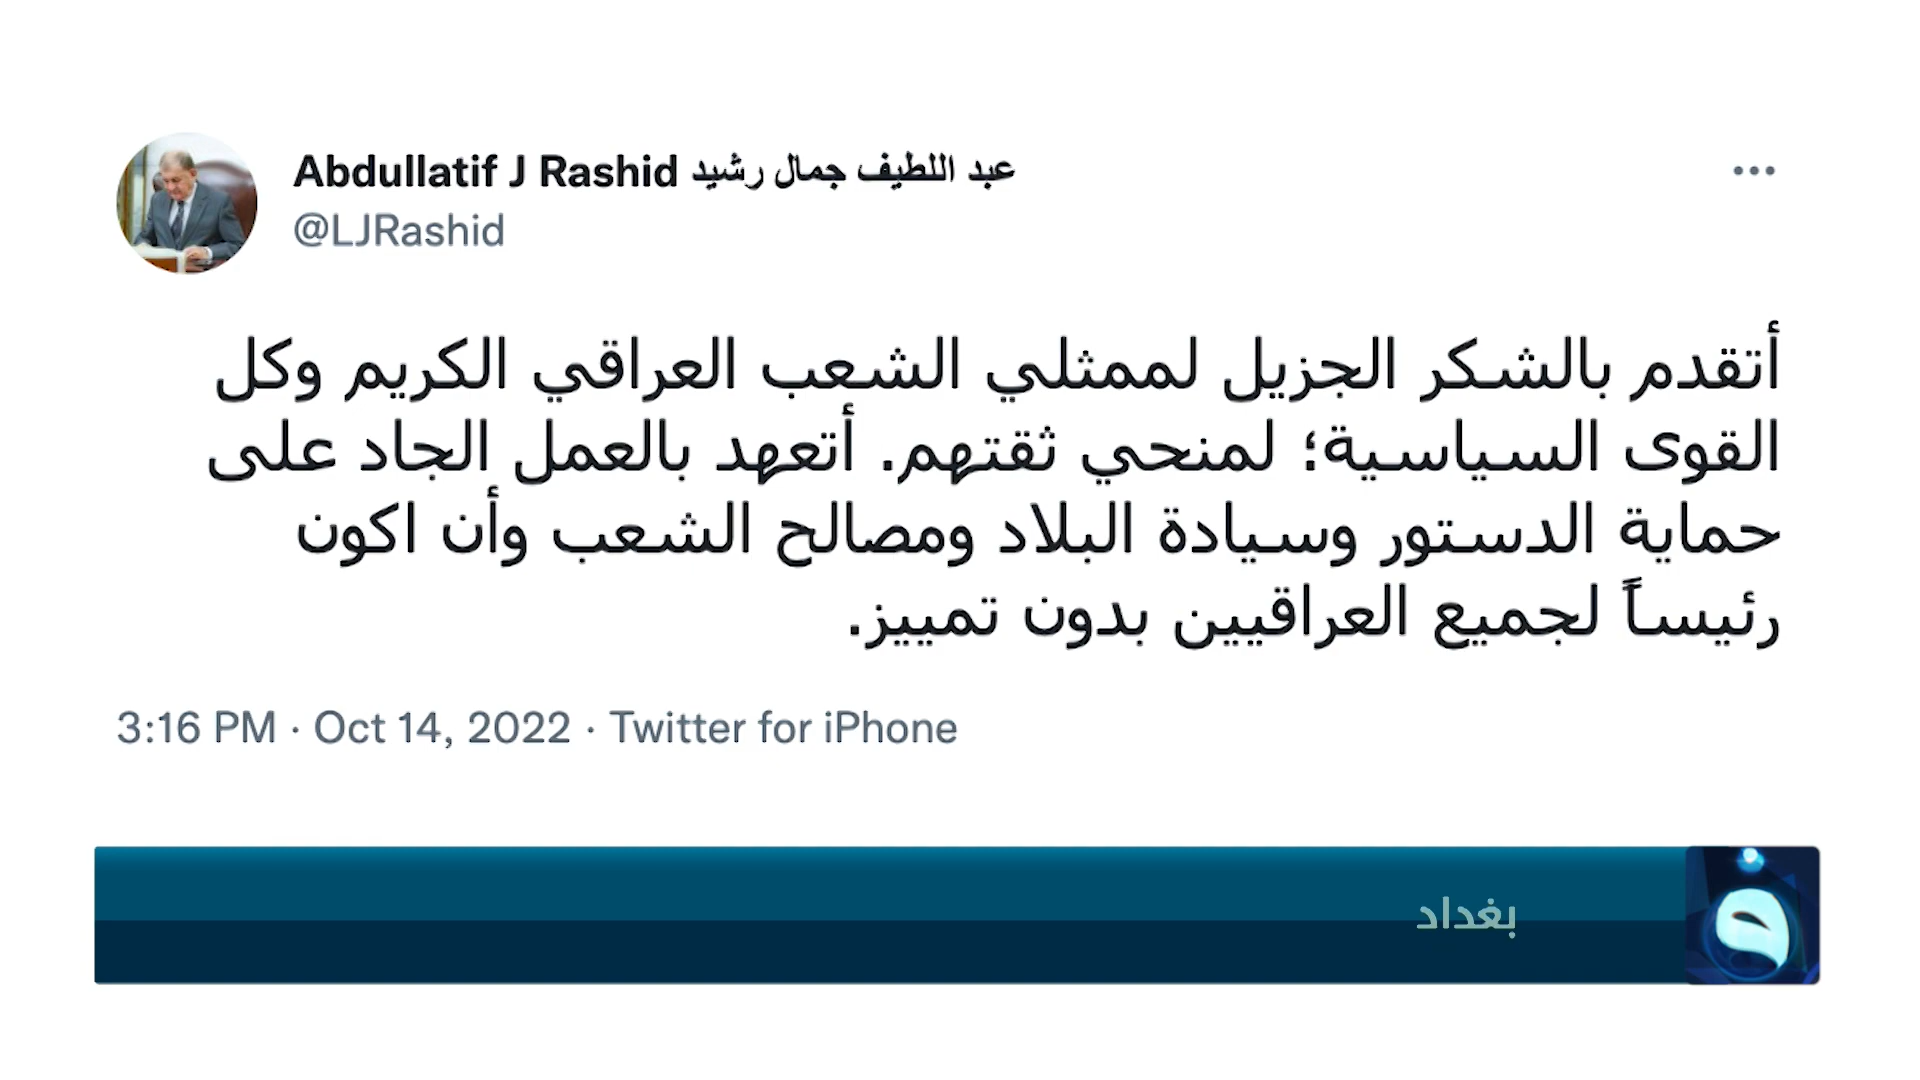 Abdullatif J Rashid عبد اللطيف جمال رشيد
@LJRashid
أتقدم بالشكر الجزيل لممثلي الشعب العراقي الكريم وكل
القوى السياسية؛ لمنحي ثقتهم. أتعهد بالعمل الجاد على
حماية الدستور وسيادة البلاد ومصالح الشعب وأن اكون
رئيساً لجميع العراقيين بدون تمييز.
3:16 PM · Oct 14, 2022 · Twitter for iPhone
بغداد